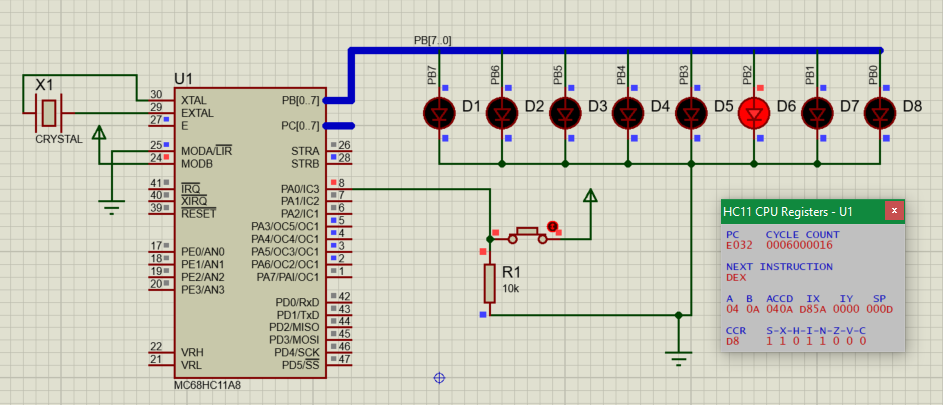 PB[7..0]
PB7
PB6
PB5
PB4
PB3
PB2
PB1
PB0
D1
D2
D3
D4
D5
D6
D7
D8
X1
CRYSTAL
U1
30 XTAL
29 EXTAL
27 E
25 MODA/LIR
24 MODB
41 IRQ
40 XIRQ
39 RESET
17 PE0/AN0
18 PE1/AN1
19 PE2/AN2
20 PE3/AN3
22 VRH
21 VRL
PB[0..7]
PC[0..7]
STRA 26
STRB 28
PA0/IC3 8
PA1/IC2 7
PA2/IC1 6
PA3/OC5/OC1 5
PA4/OC4/OC1 4
PA5/OC3/OC1 3
PA6/OC2/OC1 2
PA7/PAI/OC1 1
PD0/RxD 42
PD1/TxD 43
PD2/MISO 44
PD3/MOSI 45
PD4/SCK 46
PD5/SS 47
MC68HC11A8
R1
10k
HC11 CPU Registers - U1 x
PC CYCLE COUNT
E032 0006000016
NEXT INSTRUCTION
DEX
A B ACCD IX IY SP
04 0A 040A D85A 0000 000D
CCR S-X-H-I-N-Z-V-C
D8 1 1 0 1 1 0 0 0